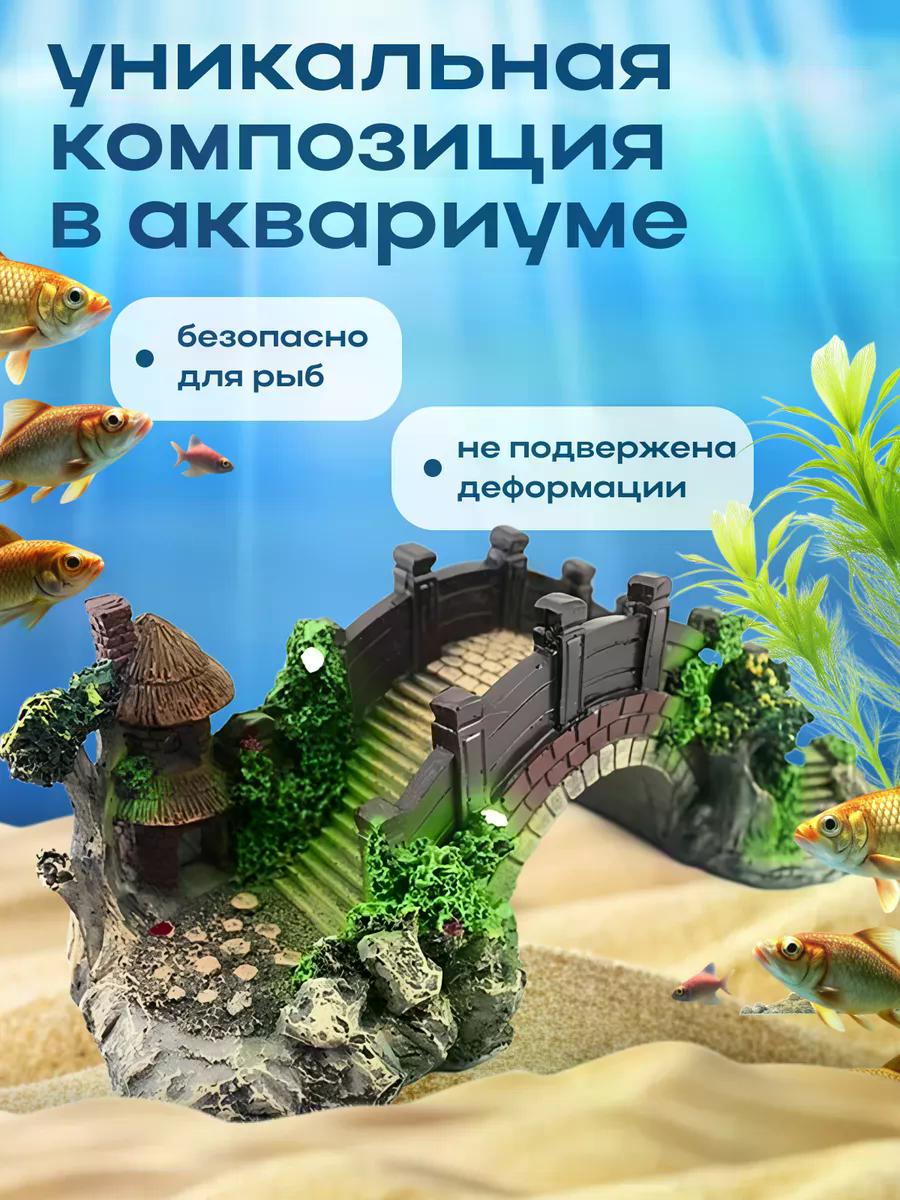 уникальная
композиция
в аквариуме
безопасно
для рыб
не подвержена
деформации